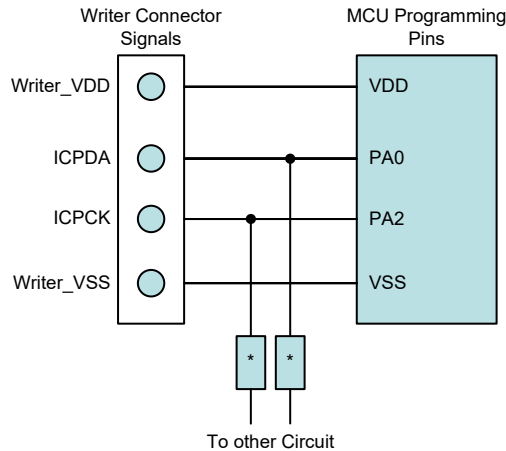 Writer Connector
Signals
MCU Programming
Pins
Writer_VDD
VDD
ICPDA
PA0
ICPCK
PA2
Writer_VSS
VSS
* *
To other Circuit